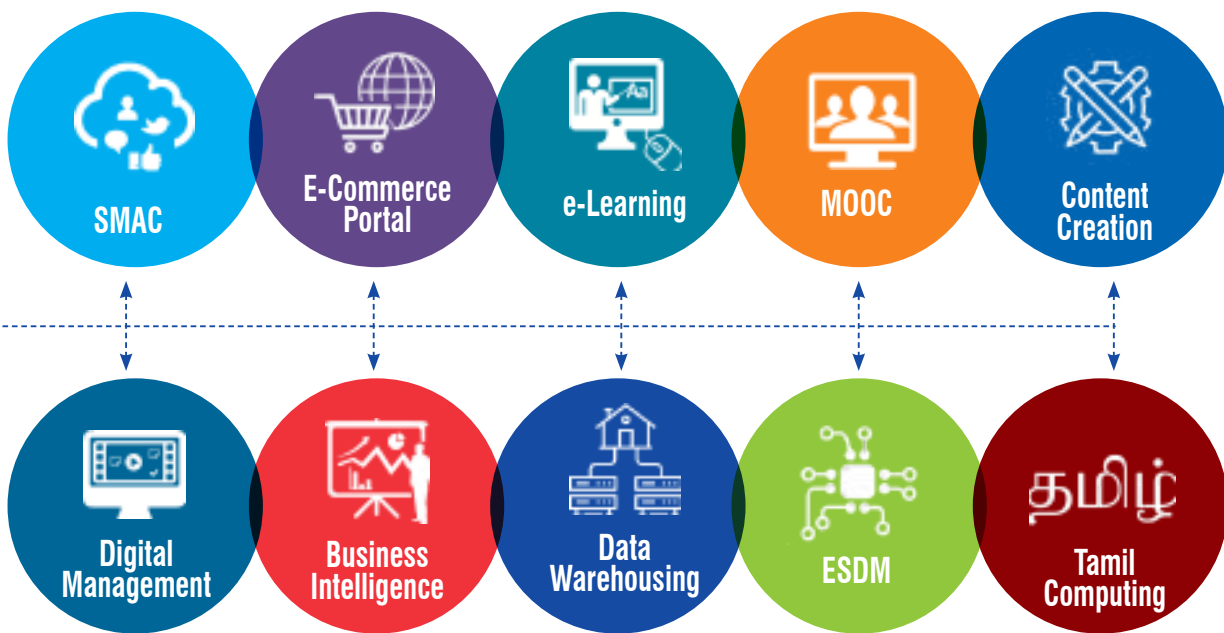 Aa
SMAC
E-Commerce
Portal
e-Learning
MOOC
Content
Creation
Digital
Management
Business
Intelligence
Data
Warehousing
ESDM
தமிழ்
Tamil
Computing